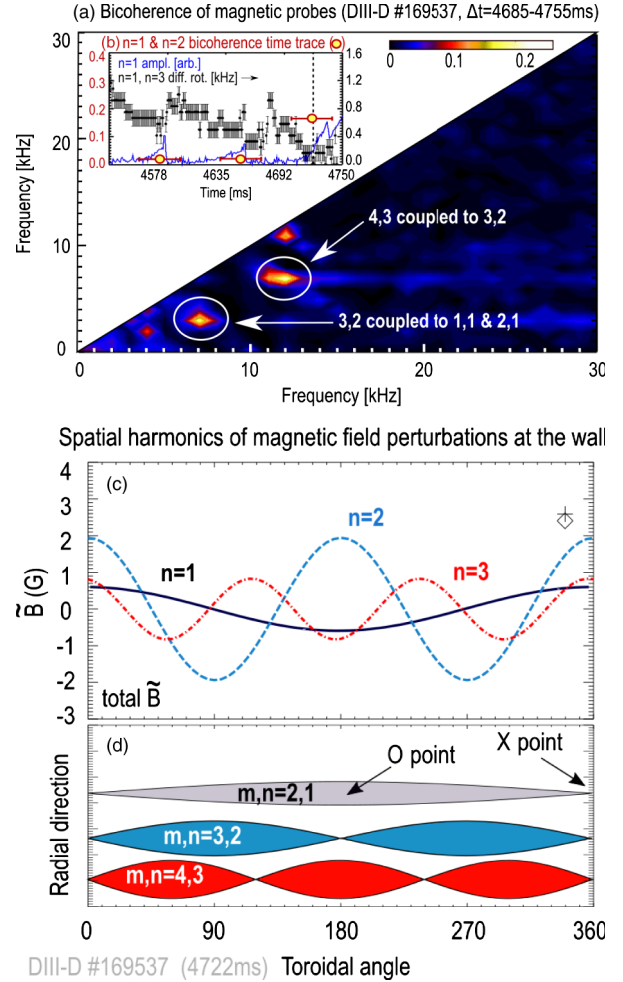 (a) Bicoherence of magnetic probes (DIII-D #169537, Δt=4685-4755ms)
30
20
10
0
Frequency [kHz]
(b) n=1 & n=2 bicoherence time trace (o)
n=1 ampl. [arb.]
n=1, n=3 diff. rot. [kHz] →
0.4
0.3
0.2
0.1
0.0
1.6
1.2
0.8
0.4
0.0
4578
4635
4692
4750
Time [ms]
0
0.1
0.2
4,3 coupled to 3,2
3,2 coupled to 1,1 & 2,1
0
10
20
30
Frequency [kHz]
Spatial harmonics of magnetic field perturbations at the wall
(c)
4
3
2
1
0
-1
-2
-3
B̃ (G)
n=1
n=2
n=3
total B̃
(d)
Radial direction
O point
X point
m,n=2,1
m,n=3,2
m,n=4,3
0
90
180
270
360
DIII-D #169537 (4722ms) Toroidal angle